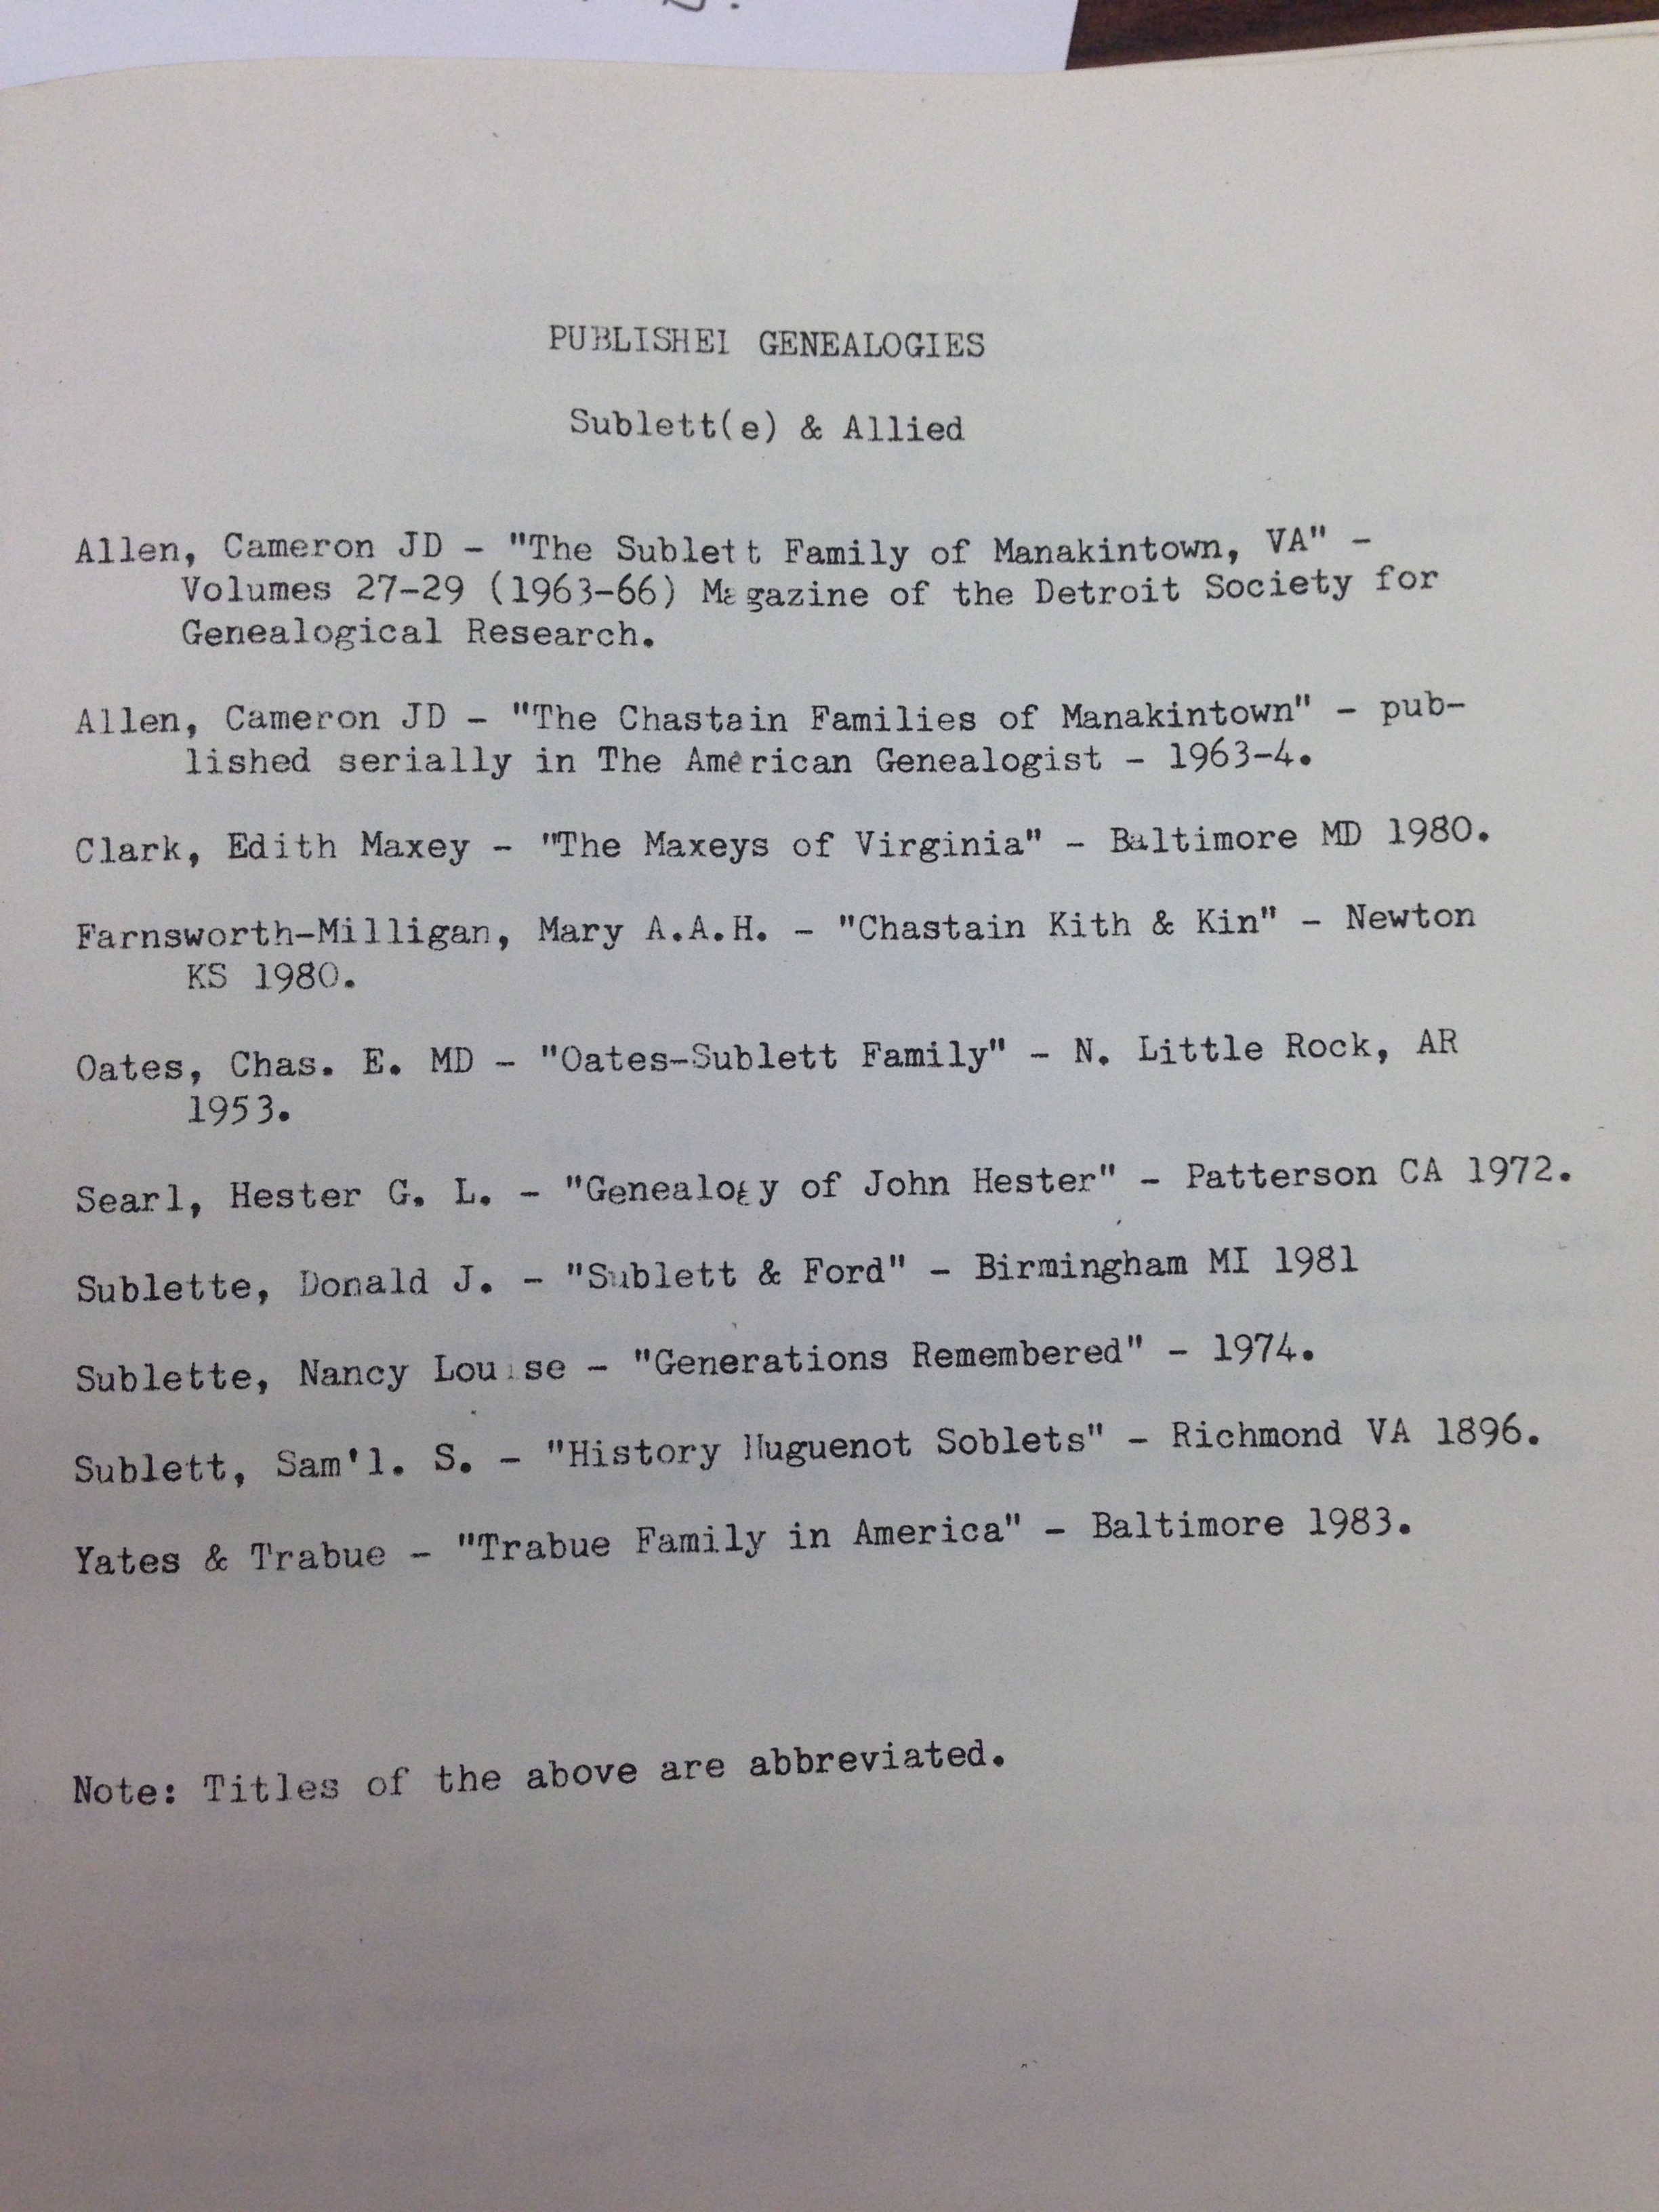 PUBLISHED GENEALOGIES
Sublett(e) & Allied
Allen, Cameron JD - "The Sublett Family of Manakintown, VA" -
Volumes 27-29 (1963-66) Magazine of the Detroit Society for
Genealogical Research.
Allen, Cameron JD - "The Chastain Families of Manakintown" - pub-
lished serially in The American Genealogist - 1963-4.
Clark, Edith Maxey - "The Maxeys of Virginia" - Baltimore MD 1980.
Farnsworth-Milligan, Mary A.A.H. - "Chastain Kith & Kin" - Newton
KS 1980.
Oates, Chas. E. MD - "Oates-Sublett Family" - N. Little Rock, AR
1953.
Searl, Hester G. L. - "Genealogy of John Hester" - Patterson CA 1972.
Sublette, Donald J. - "Sublett & Ford" - Birmingham MI 1981
Sublette, Nancy Louise - "Generations Remembered" - 1974.
Sublett, Sam'l. S. - "History Huguenot Soblets" - Richmond VA 1896.
Yates & Trabue - "Trabue Family in America" - Baltimore 1983.
Note: Titles of the above are abbreviated.